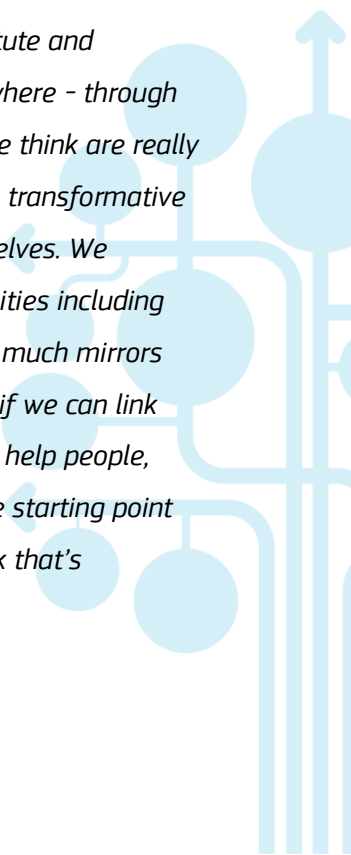 tute and
where - through
e think are really
transformative
elves. We
ities including
much mirrors
if we can link
help people,
e starting point
k that's